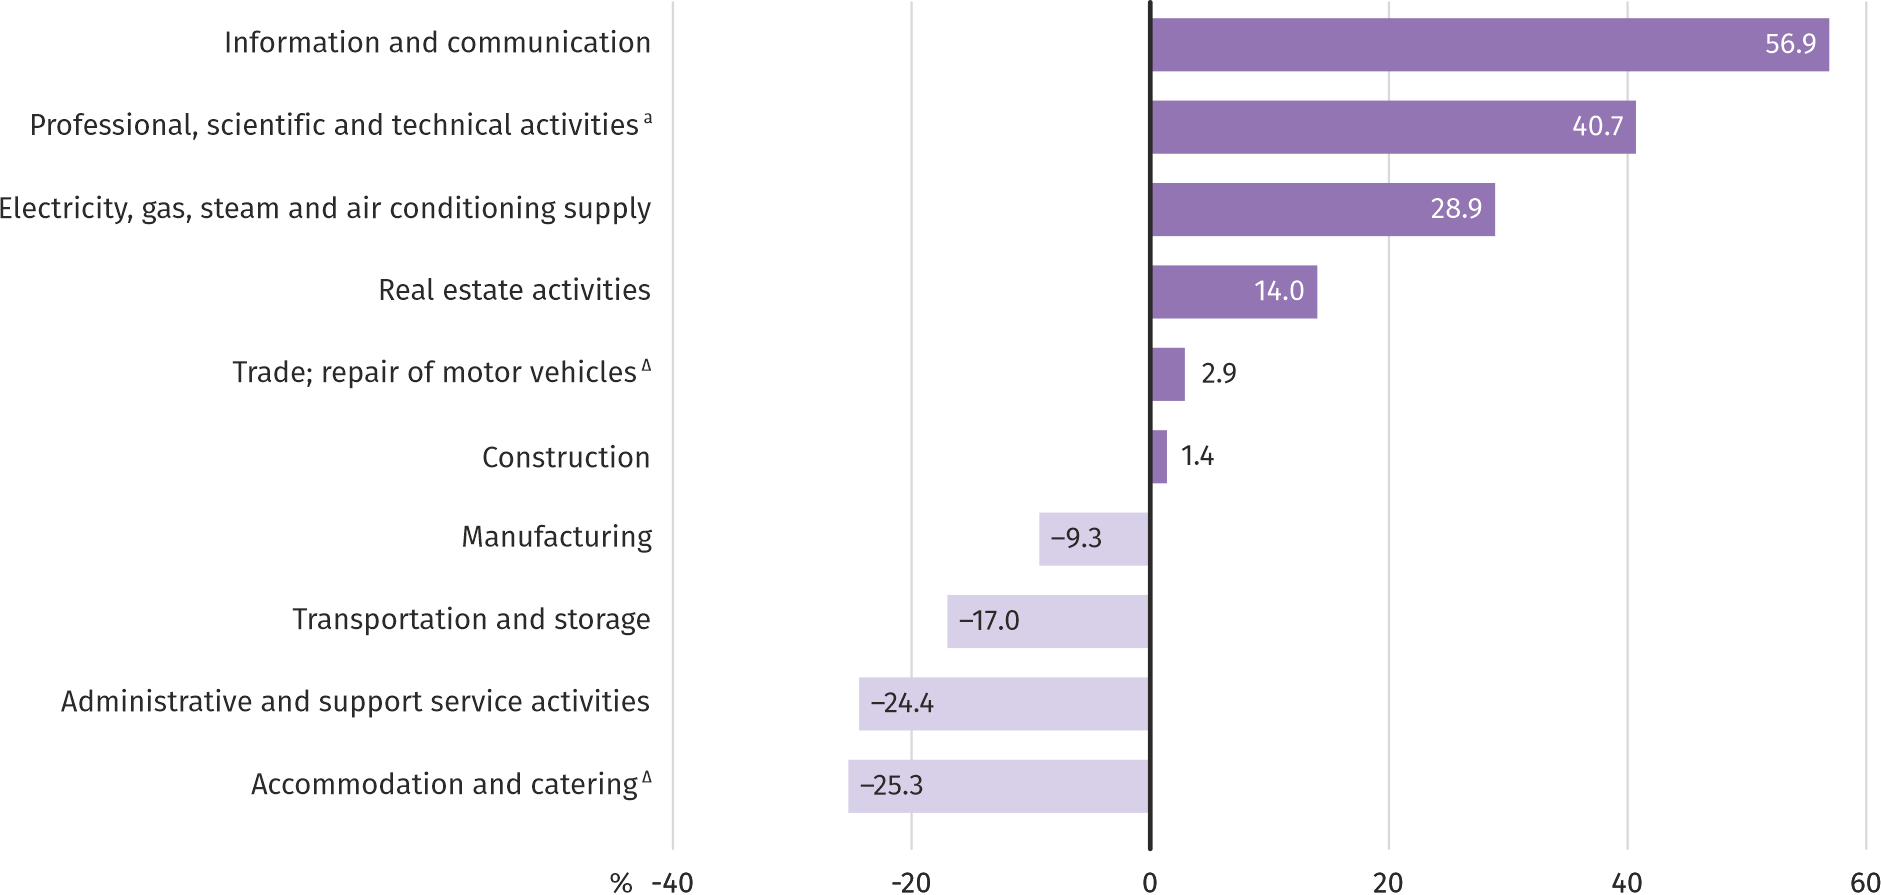 Information and communication 56.9
Professional, scientific and technical activities ª 40.7
Electricity, gas, steam and air conditioning supply 28.9
Real estate activities 14.0
Trade; repair of motor vehicles Δ 2.9
Construction 1.4
Manufacturing –9.3
Transportation and storage –17.0
Administrative and support service activities –24.4
Accommodation and catering Δ –25.3
% -40 -20 0 20 40 60